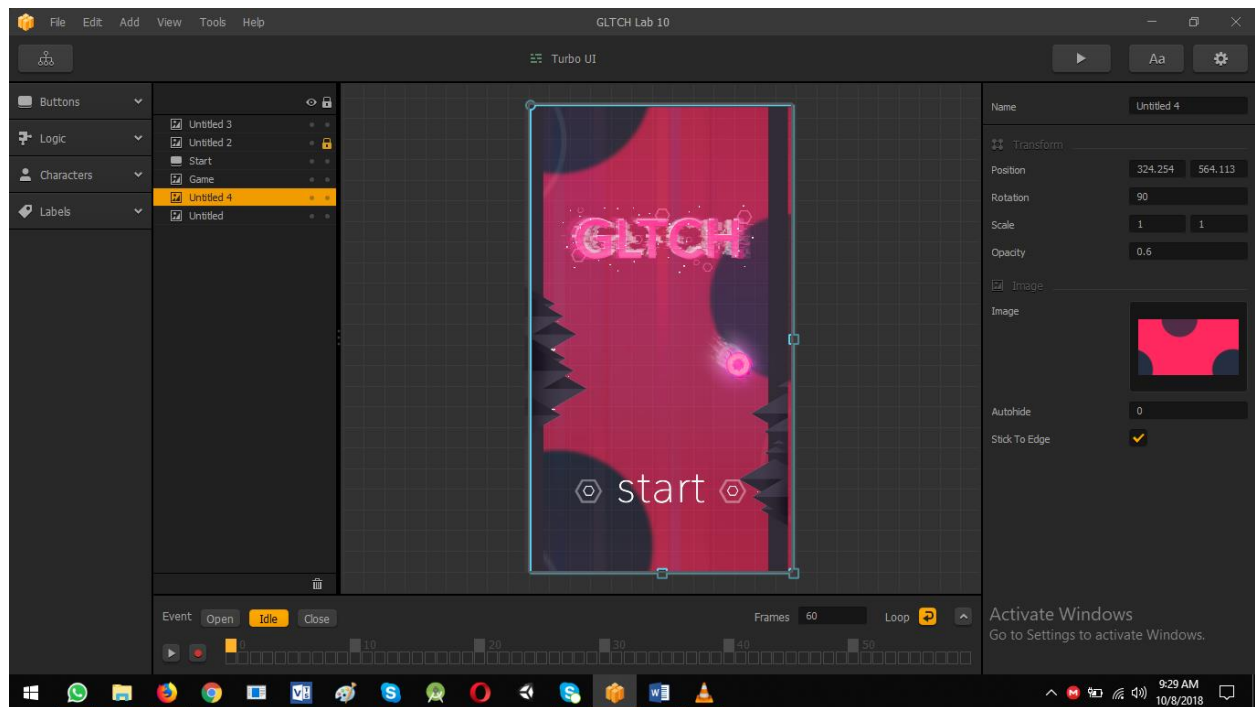 File Edit Add View Tools Help
GLTCH Lab 10
Turbo UI
Aa
Buttons
Logic
Characters
Labels
Untitled 3
Untitled 2
Start
Game
Untitled 4
Untitled
GLTCH
start
Name Untitled 4
Transform
Position 324.254 564.113
Rotation 90
Scale 1 1
Opacity 0.6
Image
Image
Autohide 0
Stick To Edge
Event Open Idle Close
Frames 60 Loop
0 10 20 30 40 50
Activate Windows
Go to Settings to activate Windows.
9:29 AM
10/8/2018